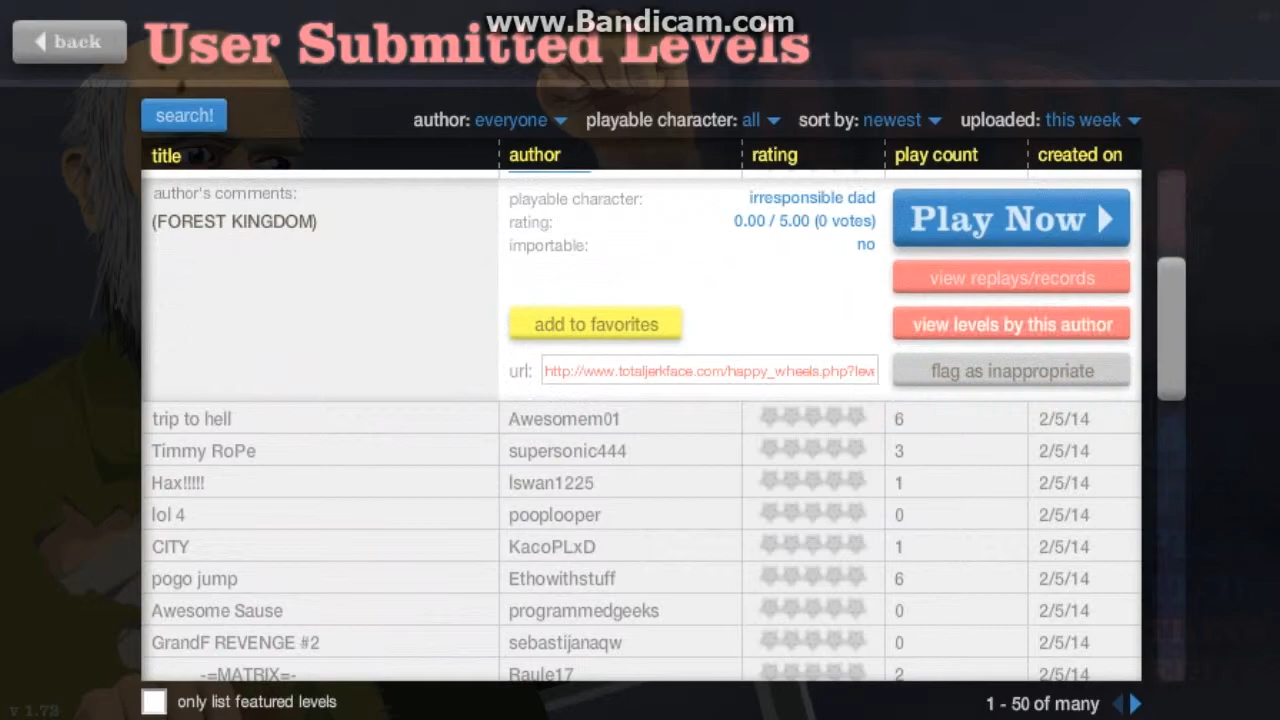 www.Bandicam.com
back
User Submitted Levels
search!
author: everyone playable character: all sort by: newest uploaded: this week
title author rating play count created on
author's comments:
(FOREST KINGDOM)
playable character: irresponsible dad
rating: 0.00 / 5.00 (0 votes)
importable: no
Play Now
view replays/records
add to favorites
view levels by this author
url: http://www.totaljerkface.com/happy_wheels.php?leve
flag as inappropriate
trip to hell Awesomem01 6 2/5/14
Timmy RoPe supersonic444 3 2/5/14
Hax!!!!! lswan1225 1 2/5/14
lol 4 pooplooper 0 2/5/14
CITY KacoPLxD 1 2/5/14
pogo jump Ethowithstuff 6 2/5/14
Awesome Sause programmedgeeks 0 2/5/14
GrandF REVENGE #2 sebastijanaqw 0 2/5/14
-=MATRIX=- Raule17 2 2/5/14
only list featured levels
1 - 50 of many
v 1.72